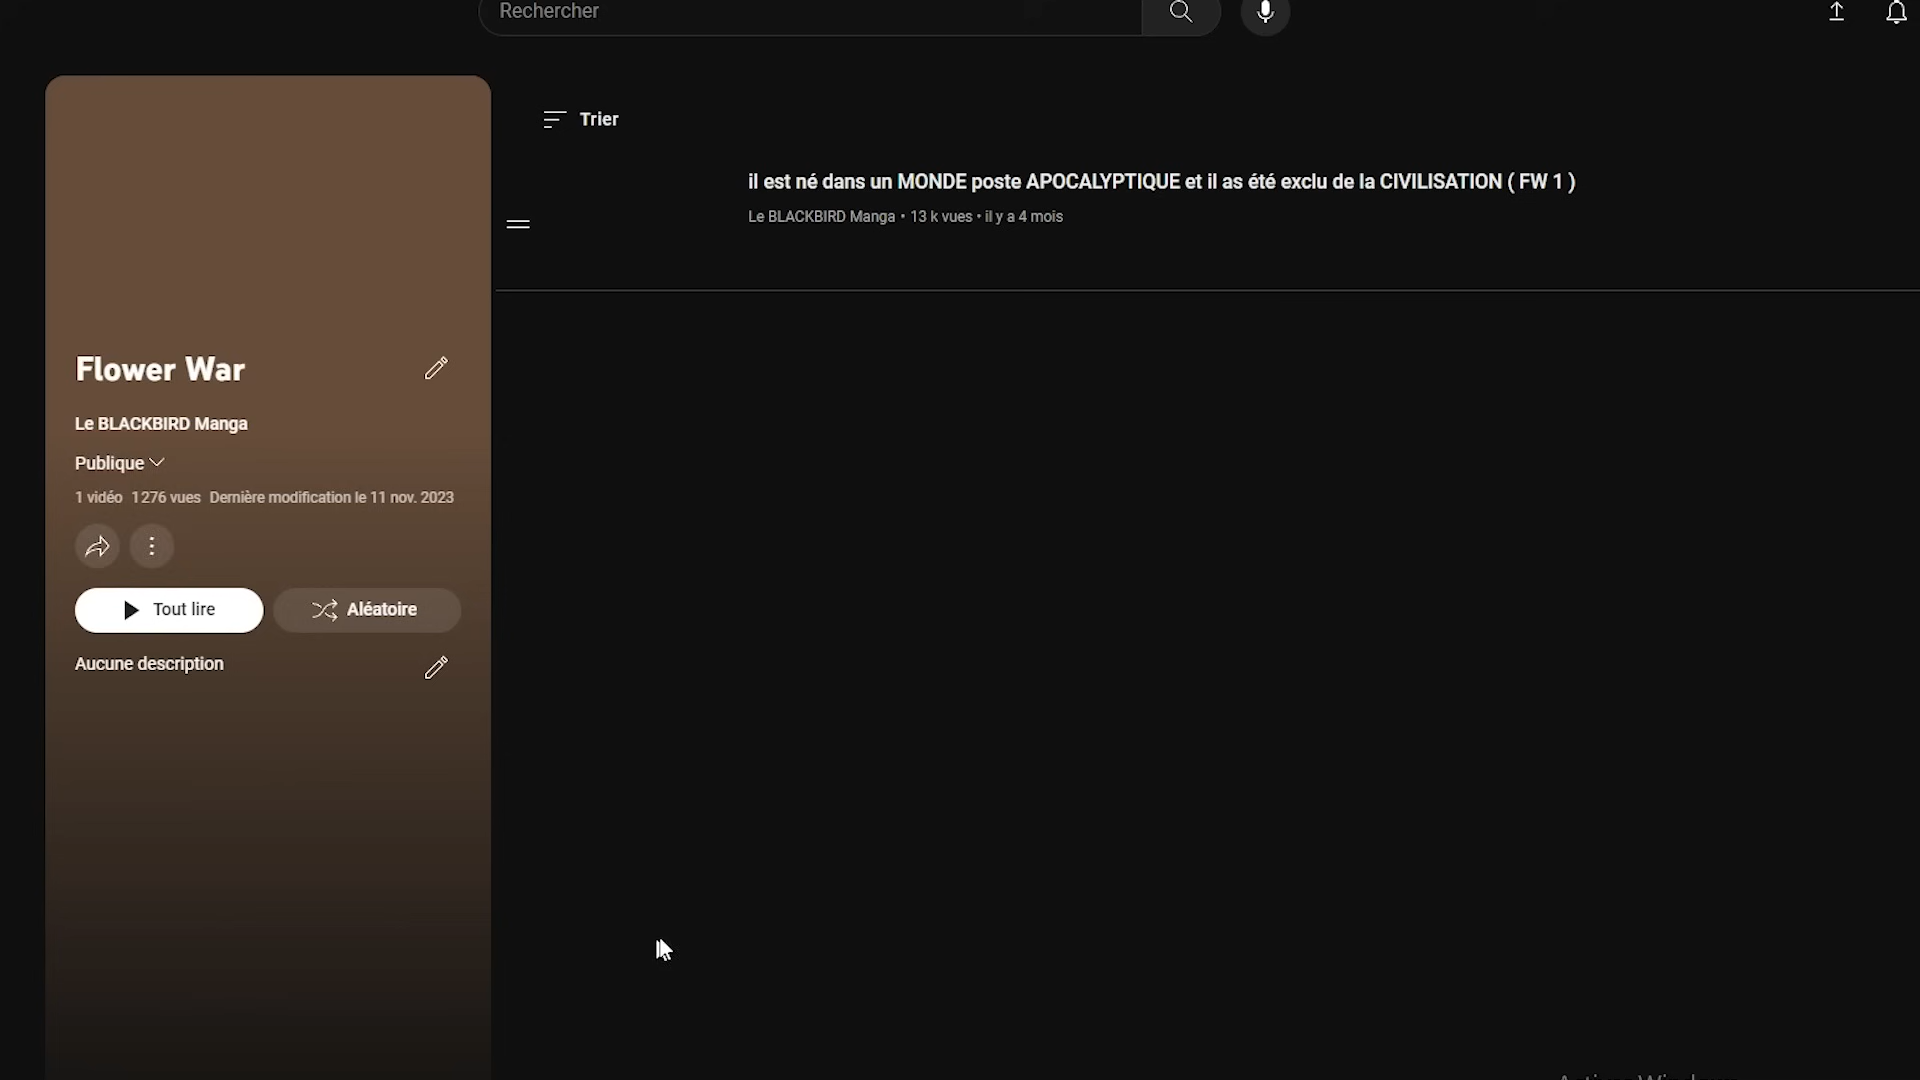 Rechercher
Trier
il est né dans un MONDE poste APOCALYPTIQUE et il as été exclu de la CIVILISATION ( FW 1 )
Le BLACKBIRD Manga • 13 k vues • il y a 4 mois
Flower War
Le BLACKBIRD Manga
Publique
1 vidéo 1 276 vues Dernière modification le 11 nov. 2023
Tout lire
Aléatoire
Aucune description